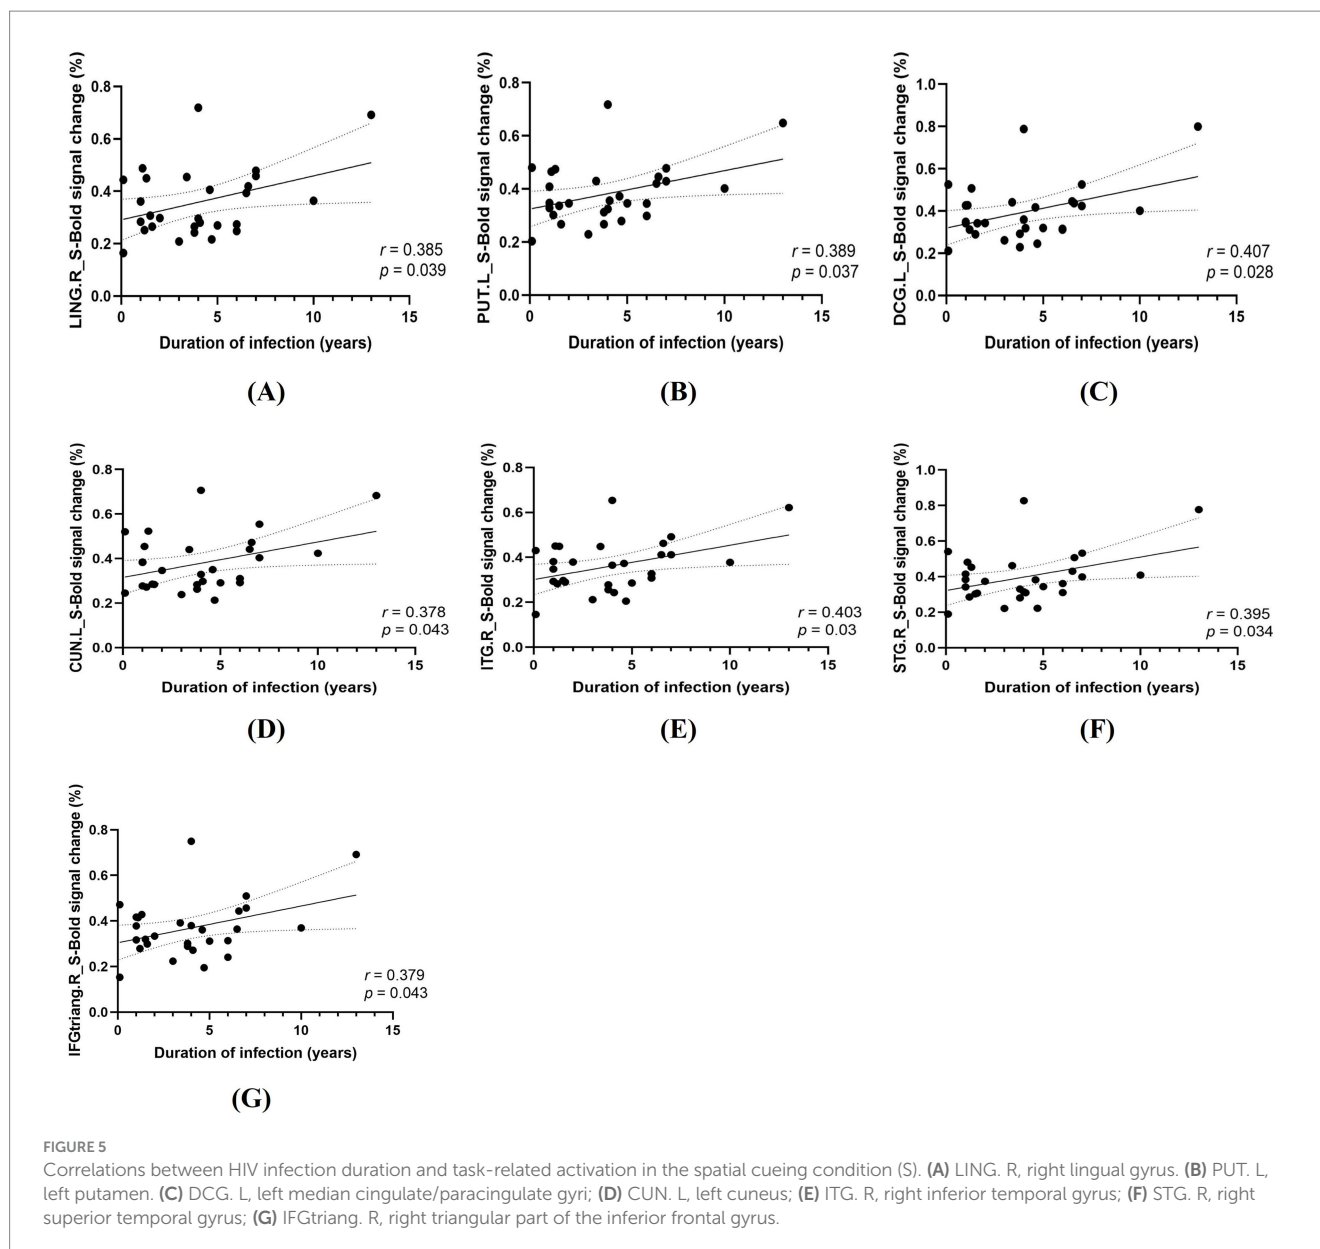 LING.R_S-Bold signal change (%)
0.8
0.6
0.4
0.2
0.0
0 5 10 15
r = 0.385
p = 0.039
Duration of infection (years)
(A)
PUT.L_S-Bold signal change (%)
0.8
0.6
0.4
0.2
0.0
0 5 10 15
r = 0.389
p = 0.037
Duration of infection (years)
(B)
DCG.L_S-Bold signal change (%)
1.0
0.8
0.6
0.4
0.2
0.0
0 5 10 15
r = 0.407
p = 0.028
Duration of infection (years)
(C)
CUN.L_S-Bold signal change (%)
0.8
0.6
0.4
0.2
0.0
0 5 10 15
r = 0.378
p = 0.043
Duration of infection (years)
(D)
ITG.R_S-Bold signal change (%)
0.8
0.6
0.4
0.2
0.0
0 5 10 15
r = 0.403
p = 0.03
Duration of infection (years)
(E)
STG.R_S-Bold signal change (%)
1.0
0.8
0.6
0.4
0.2
0.0
0 5 10 15
r = 0.395
p = 0.034
Duration of infection (years)
(F)
IFGtriang.R_S-Bold signal change (%)
0.8
0.6
0.4
0.2
0.0
0 5 10 15
r = 0.379
p = 0.043
Duration of infection (years)
(G)
FIGURE 5
Correlations between HIV infection duration and task-related activation in the spatial cueing condition (S). (A) LING. R, right lingual gyrus. (B) PUT. L,
left putamen. (C) DCG. L, left median cingulate/paracingulate gyri; (D) CUN. L, left cuneus; (E) ITG. R, right inferior temporal gyrus; (F) STG. R, right
superior temporal gyrus; (G) IFGtriang. R, right triangular part of the inferior frontal gyrus.